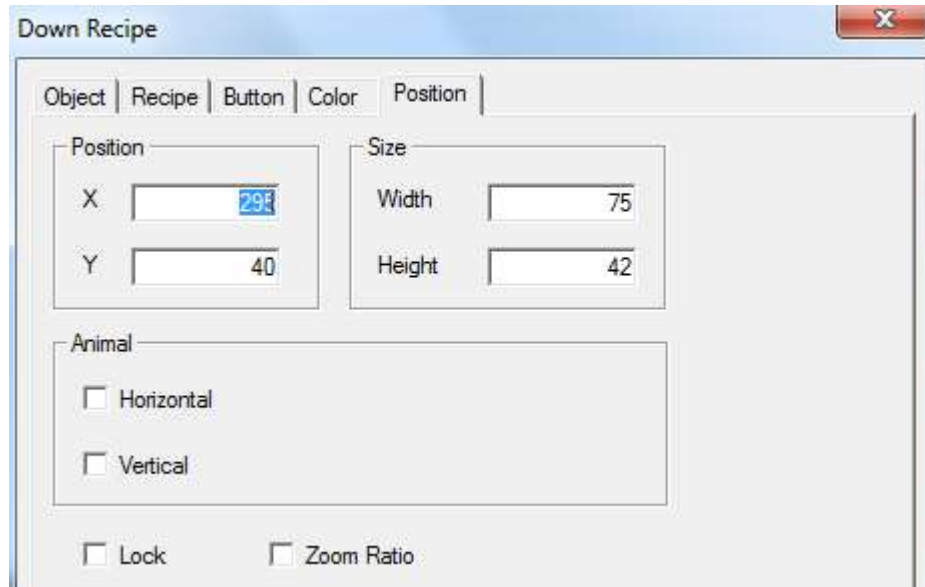 Down Recipe
Object Recipe Button Color Position
Position
X 295
Y 40
Size
Width 75
Height 42
Animal
Horizontal
Vertical
Lock Zoom Ratio